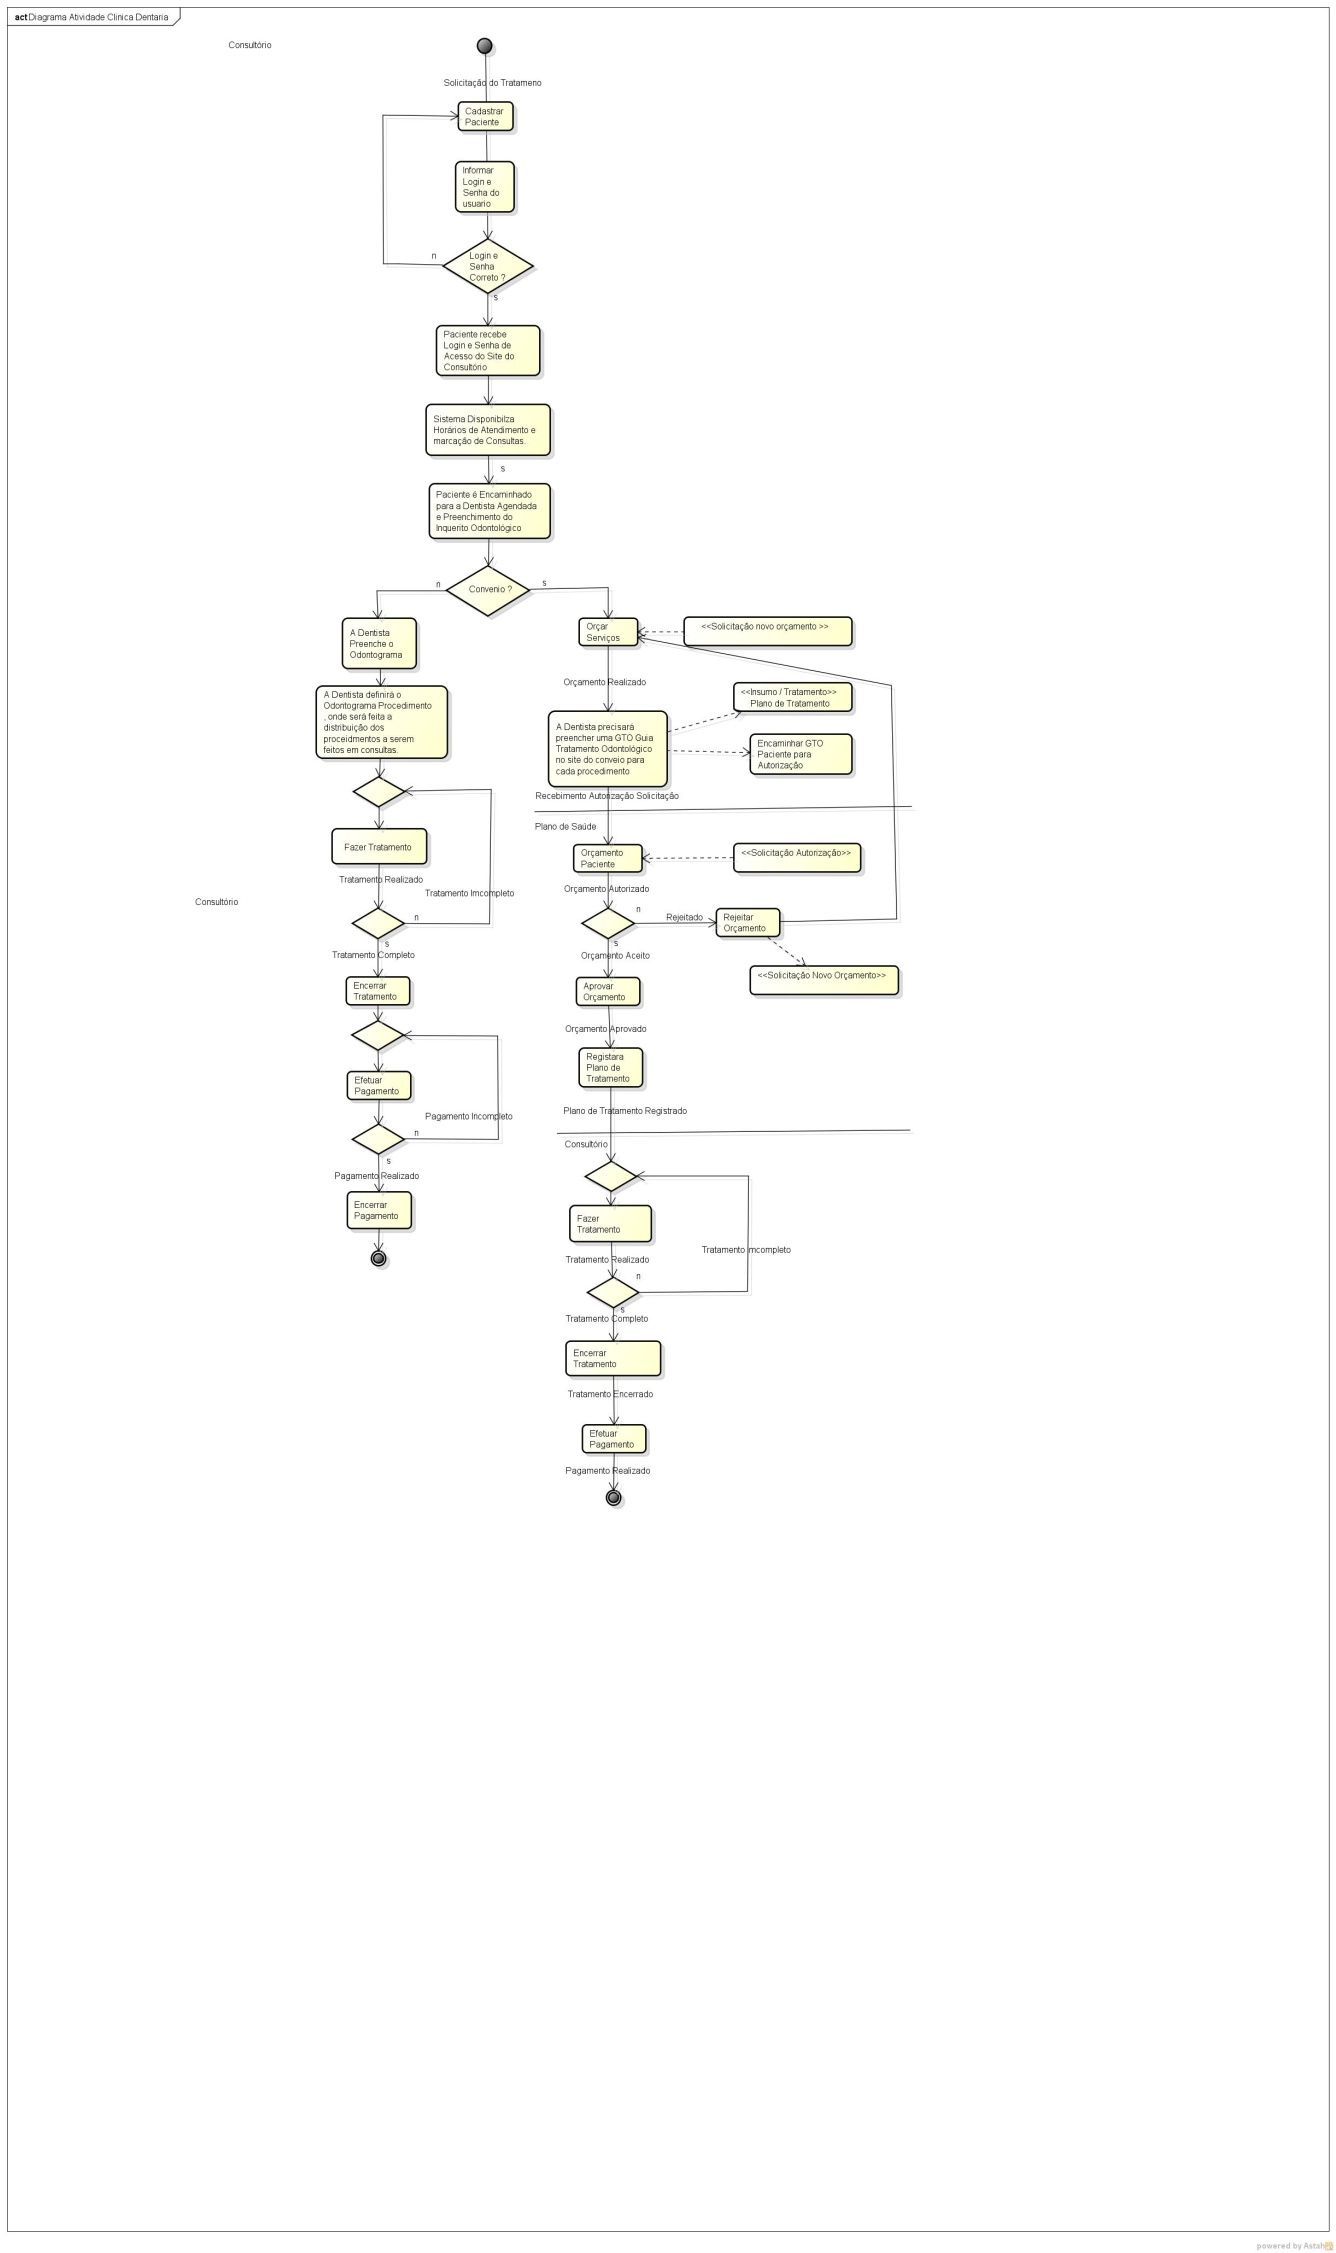 act Diagrama Atividade Clinica Dentaria
Consultório
Solicitação do Tratameno
Cadastrar
Paciente
Informar
Login e
Senha do
usuario
n
Login e
Senha
Correto ?
s
Paciente recebe
Login e Senha de
Acesso do Site do
Consultório
Sistema Disponibilza
Horários de Atendimento e
marcação de Consultas.
s
Paciente é Encaminhado
para a Dentista Agendada
e Preenchimento do
Inquerito Odontológico
n
Convenio ?
s
A Dentista
Preenche o
Odontograma
A Dentista definirá o
Odontograma Procedimento
, onde será feita a
distribuição dos
proceidmentos a serem
feitos em consultas.
Fazer Tratamento
Tratamento Realizado
Tratamento Imcompleto
Consultório
n
s
Tratamento Completo
Encerrar
Tratamento
Efetuar
Pagamento
Pagamento Incompleto
n
s
Pagamento Realizado
Encerrar
Pagamento
Orçar
Serviços
<<Solicitação novo orçamento >>
Orçamento Realizado
<<Insumo / Tratamento>>
Plano de Tratamento
A Dentista precisará
preencher uma GTO Guia
Tratamento Odontológico
no site do conveio para
cada procedimento
Encaminhar GTO
Paciente para
Autorização
Recebimento Autorização Solicitação
Plano de Saúde
Orçamento
Paciente
<<Solicitação Autorização>>
Orçamento Autorizado
n
Rejeitado
Rejeitar
Orçamento
s
Orçamento Aceito
<<Solicitação Novo Orçamento>>
Aprovar
Orçamento
Orçamento Aprovado
Registara
Plano de
Tratamento
Plano de Tratamento Registrado
Consultório
Fazer
Tratamento
Tratamento Realizado
Tratamento Imcompleto
n
s
Tratamento Completo
Encerrar
Tratamento
Tratamento Encerrado
Efetuar
Pagamento
Pagamento Realizado
powered by Astah